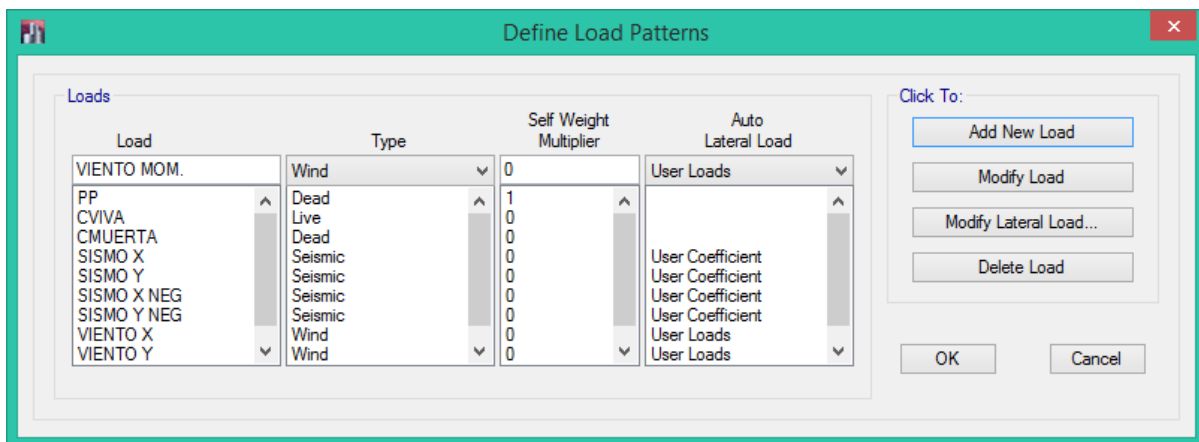 Define Load Patterns
Loads
Click To:
Load Type Self Weight Multiplier Auto Lateral Load
VIENTO MOM. Wind 0 User Loads
PP Dead 1
CVIVA Live 0
CMUERTA Dead 0
SISMO X Seismic 0 User Coefficient
SISMO Y Seismic 0 User Coefficient
SISMO X NEG Seismic 0 User Coefficient
SISMO Y NEG Seismic 0 User Coefficient
VIENTO X Wind 0 User Loads
VIENTO Y Wind 0 User Loads
Add New Load
Modify Load
Modify Lateral Load...
Delete Load
OK Cancel